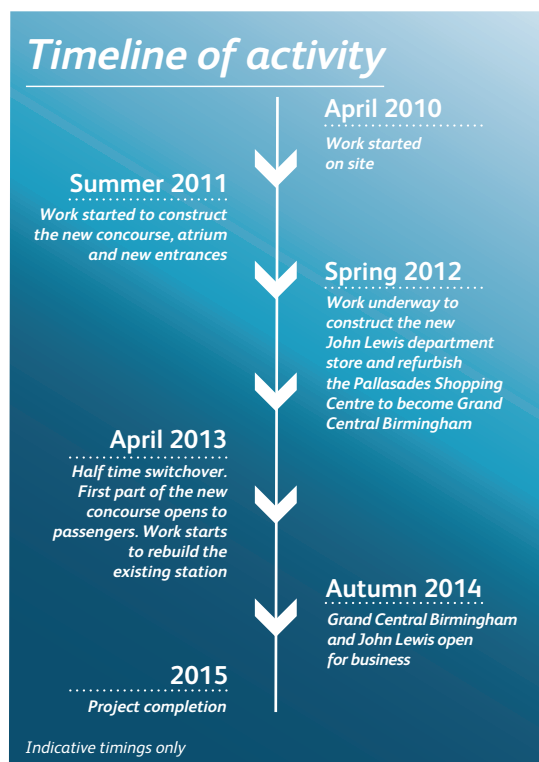 Timeline of activity
April 2010
Work started
on site
Summer 2011
Work started to construct
the new concourse, atrium
and new entrances
Spring 2012
Work underway to
construct the new
John Lewis department
store and refurbish
the Pallasades Shopping
Centre to become Grand
Central Birmingham
April 2013
Half time switchover.
First part of the new
concourse opens to
passengers. Work starts
to rebuild the
existing station
Autumn 2014
Grand Central Birmingham
and John Lewis open
for business
2015
Project completion
Indicative timings only